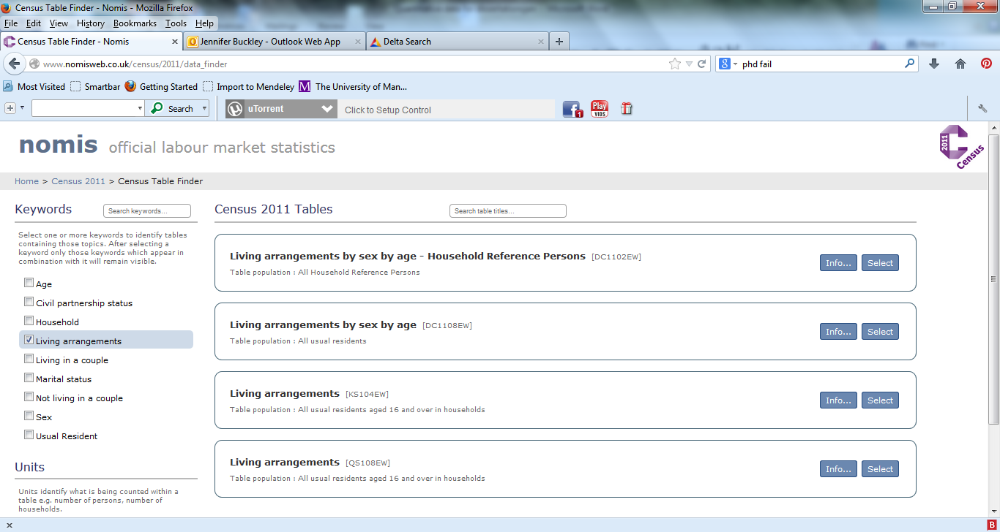 Census Table Finder - Nomis - Mozilla Firefox
File Edit View History Bookmarks Tools Help
Census Table Finder - Nomis × Jennifer Buckley - Outlook Web App × Delta Search × +
www.nomisweb.co.uk/census/2011/data_finder
8 phd fail
Most Visited Smartbar Getting Started Import to Mendeley M The University of Man...
Search uTorrent Click to Setup Control 1 Play VIDS
nomis official labour market statistics
2011 Census
Home > Census 2011 > Census Table Finder
Keywords Search keywords... Census 2011 Tables Search table titles...
Select one or more keywords to identify tables
containing those topics. After selecting a
keyword only those keywords which appear in
combination with it will remain visible.
Age
Civil partnership status
Household
Living arrangements
Living in a couple
Marital status
Not living in a couple
Sex
Usual Resident
Units
Units identify what is being counted within a
table e.g. number of persons, number of
households.
Living arrangements by sex by age - Household Reference Persons [DC1102EW]
Table population : All Household Reference Persons
Info... Select
Living arrangements by sex by age [DC1108EW]
Table population : All usual residents
Info... Select
Living arrangements [KS104EW]
Table population : All usual residents aged 16 and over in households
Info... Select
Living arrangements [QS108EW]
Table population : All usual residents aged 16 and over in households
Info... Select
× B